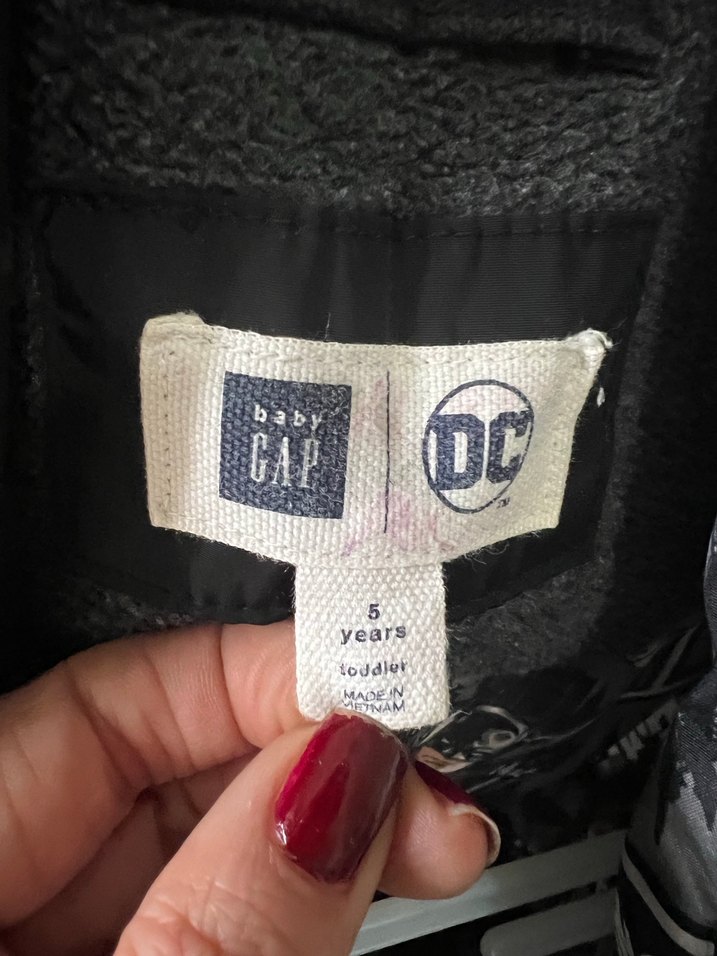 baby
GAP
DC
TM
5
years
toddler
MADE IN
VIETNAM